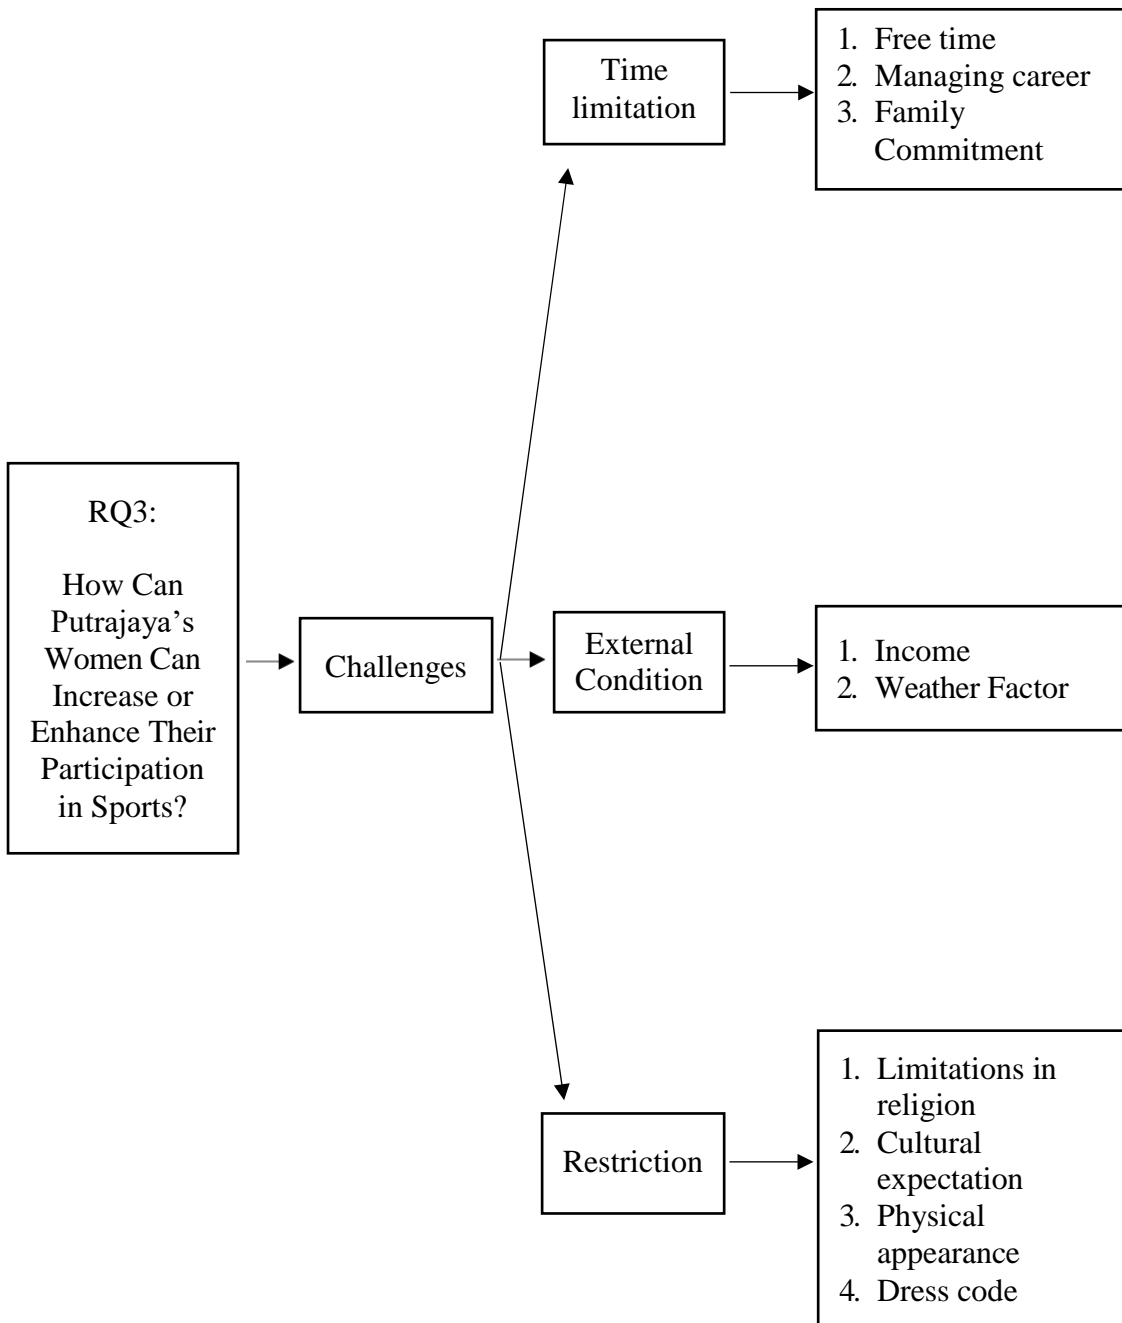 Time
limitation
1. Free time
2. Managing career
3. Family
Commitment
RQ3:
How Can
Putrajaya’s
Women Can
Increase or
Enhance Their
Participation
in Sports?
Challenges
External
Condition
1. Income
2. Weather Factor
Restriction
1. Limitations in
religion
2. Cultural
expectation
3. Physical
appearance
4. Dress code